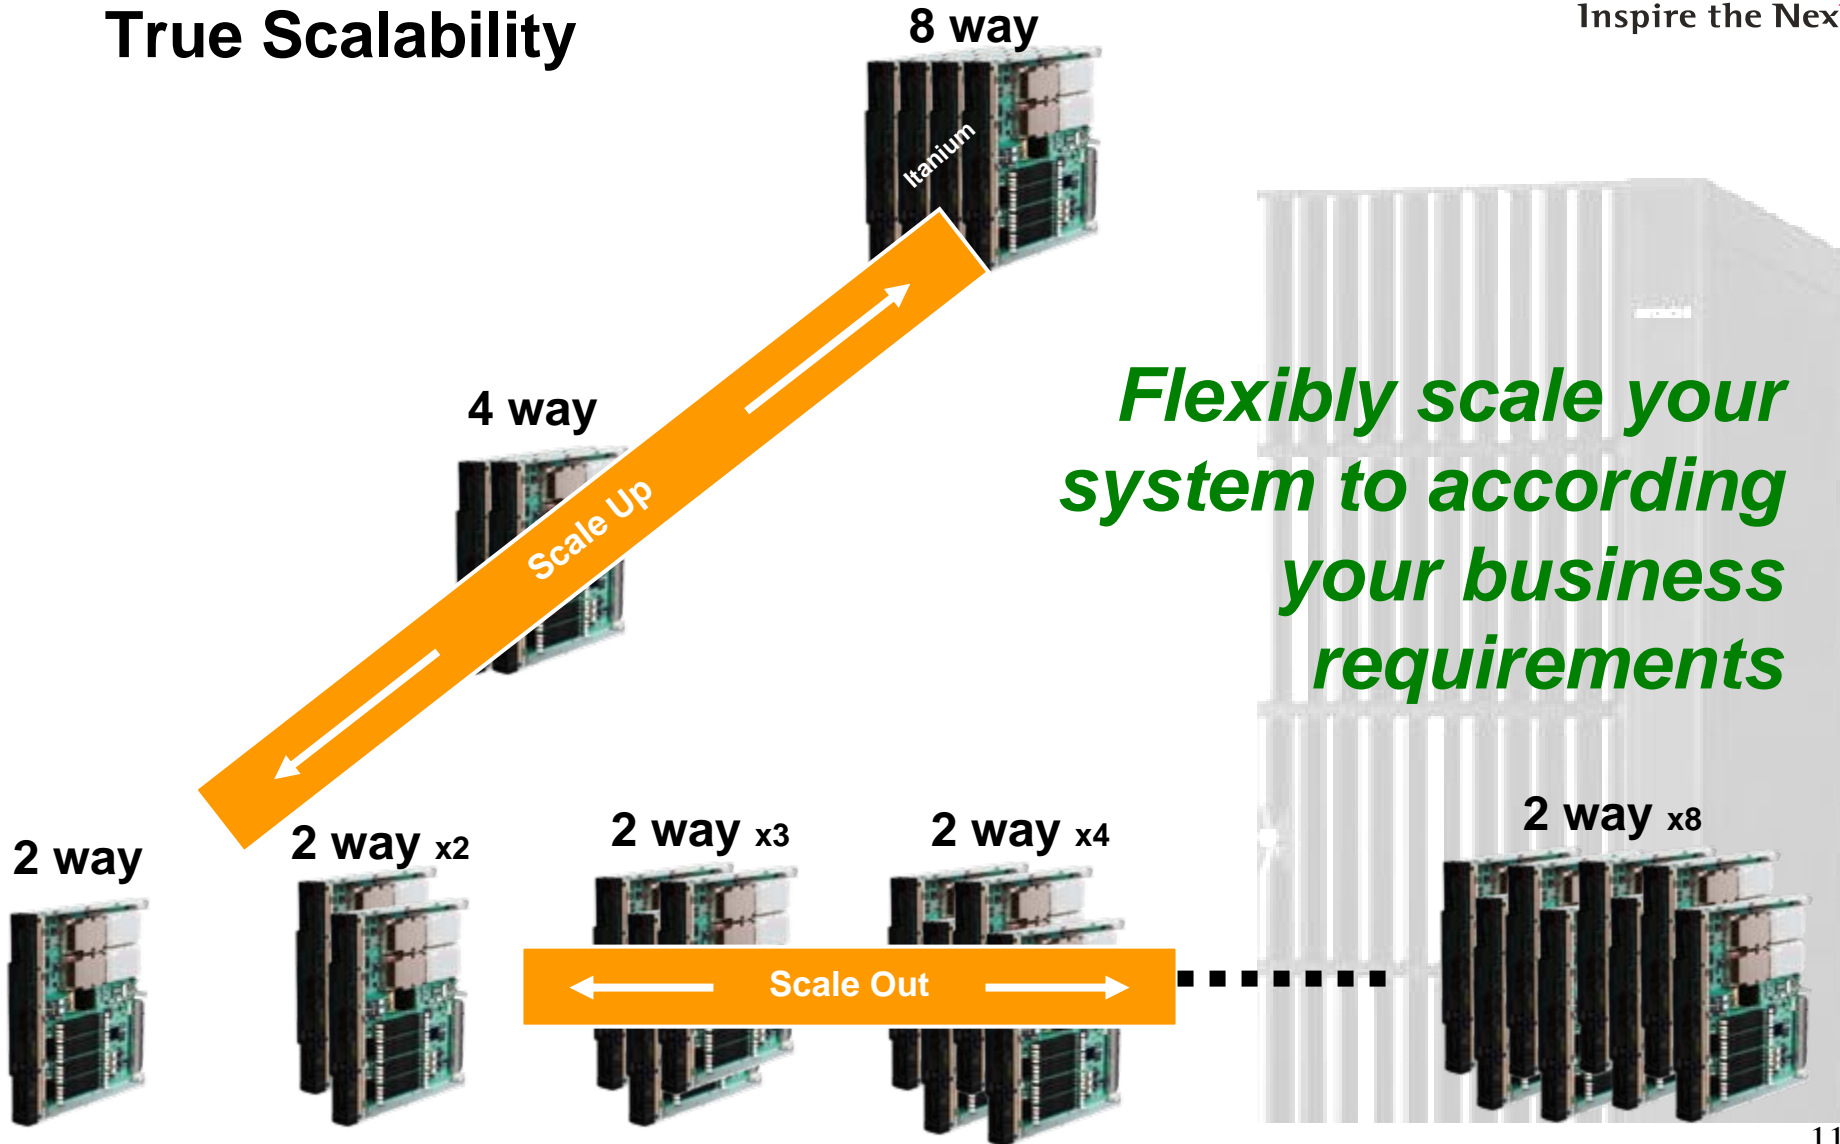 True Scalability
8 way
Inspire the Nex
Itanium
4 way
Scale Up
Flexibly scale your
system to according
your business
requirements
2 way
2 way x2
2 way x3
2 way x4
2 way x8
Scale Out
11